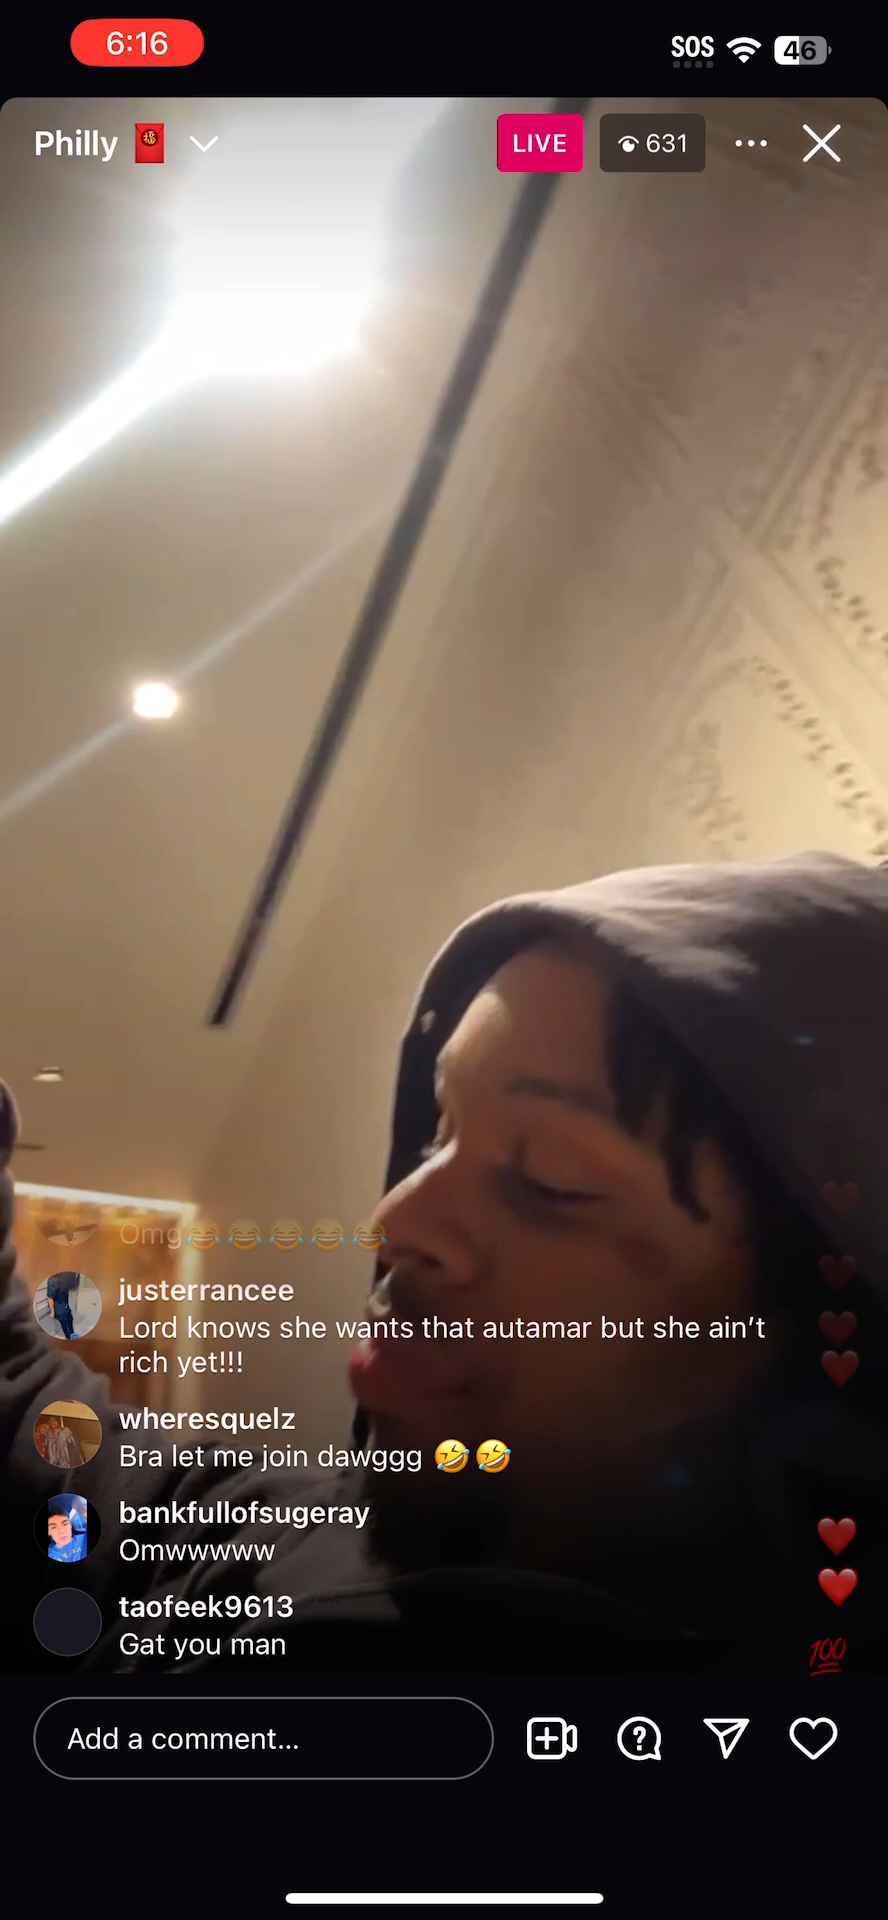 6:16
SOS
46
Philly 🧧
LIVE
631
Omg😂😂😂😂😂
justerrancee
Lord knows she wants that autamar but she ain’t
rich yet!!!
wheresquelz
Bra let me join dawggg 🤣🤣
bankfullofsugeray
Omwwwww
taofeek9613
Gat you man
💯
Add a comment...